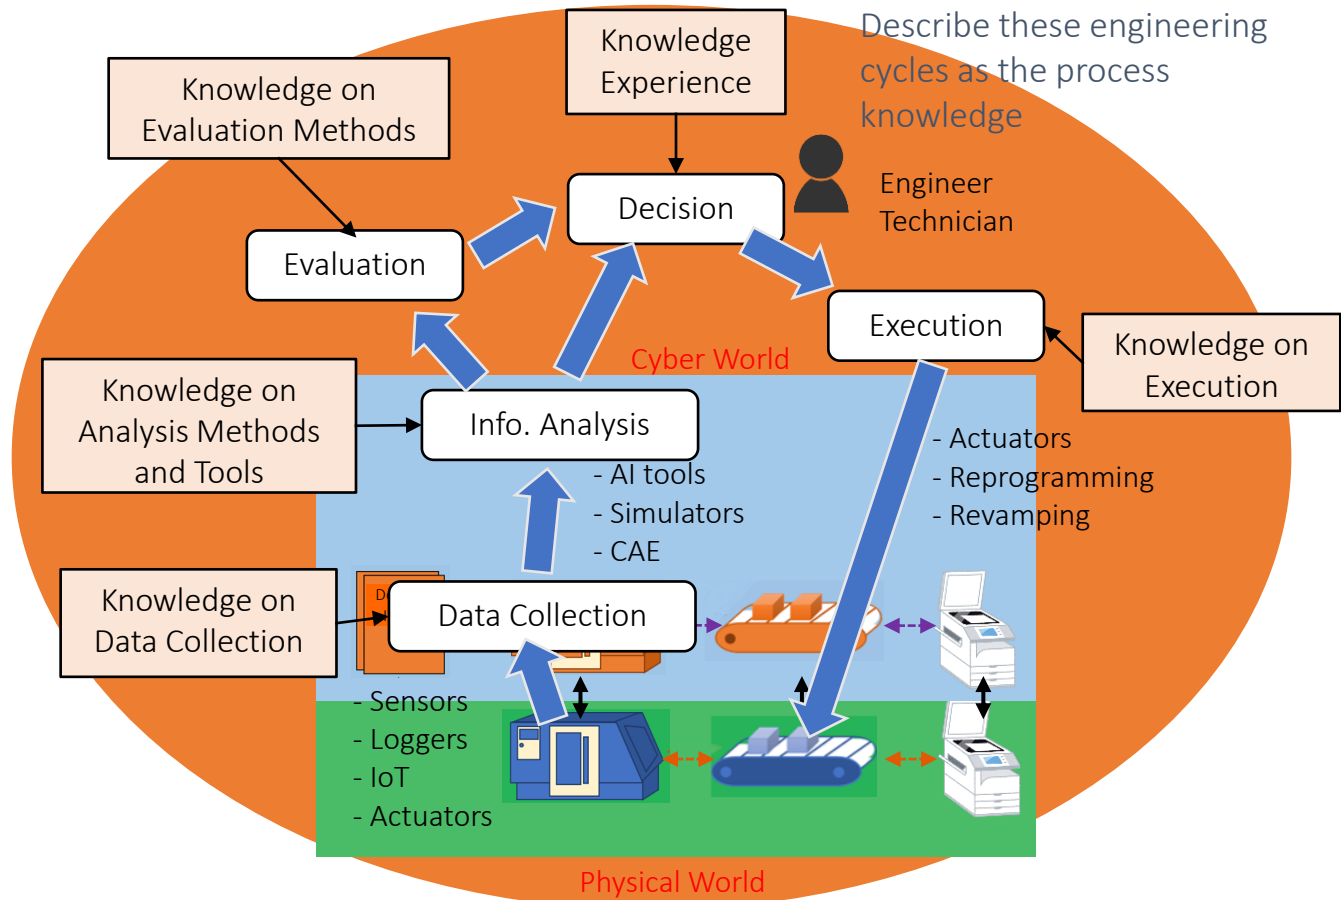 Describe these engineering
cycles as the process
knowledge
Knowledge
Experience
Knowledge on
Evaluation Methods
Decision
Engineer
Technician
Evaluation
Execution
Knowledge on
Execution
Cyber World
Knowledge on
Analysis Methods
and Tools
Info. Analysis
- AI tools
- Simulators
- CAE
- Actuators
- Reprogramming
- Revamping
Knowledge on
Data Collection
Data Collection
- Sensors
- Loggers
- IoT
- Actuators
Physical World